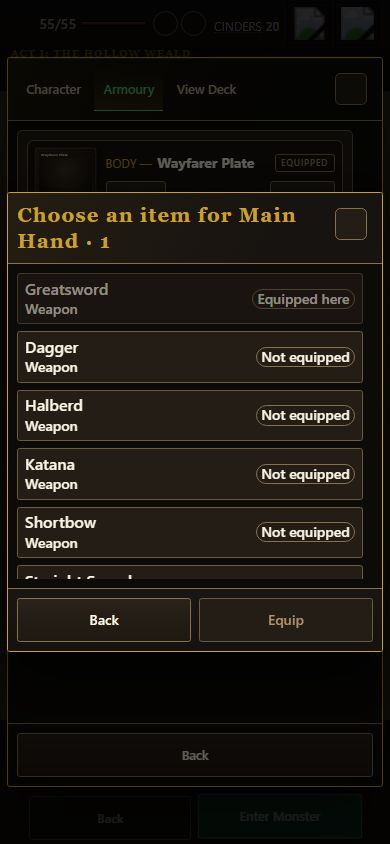 55/55
CINDERS 20
ACT I: THE HOLLOW WEALD
Character
Armoury
View Deck
BODY — Wayfarer Plate
EQUIPPED
Choose an item for Main
Hand · 1
Greatsword
Weapon
Equipped here
Dagger
Weapon
Not equipped
Halberd
Weapon
Not equipped
Katana
Weapon
Not equipped
Shortbow
Weapon
Not equipped
Back
Equip
Back
Back
Enter Monster